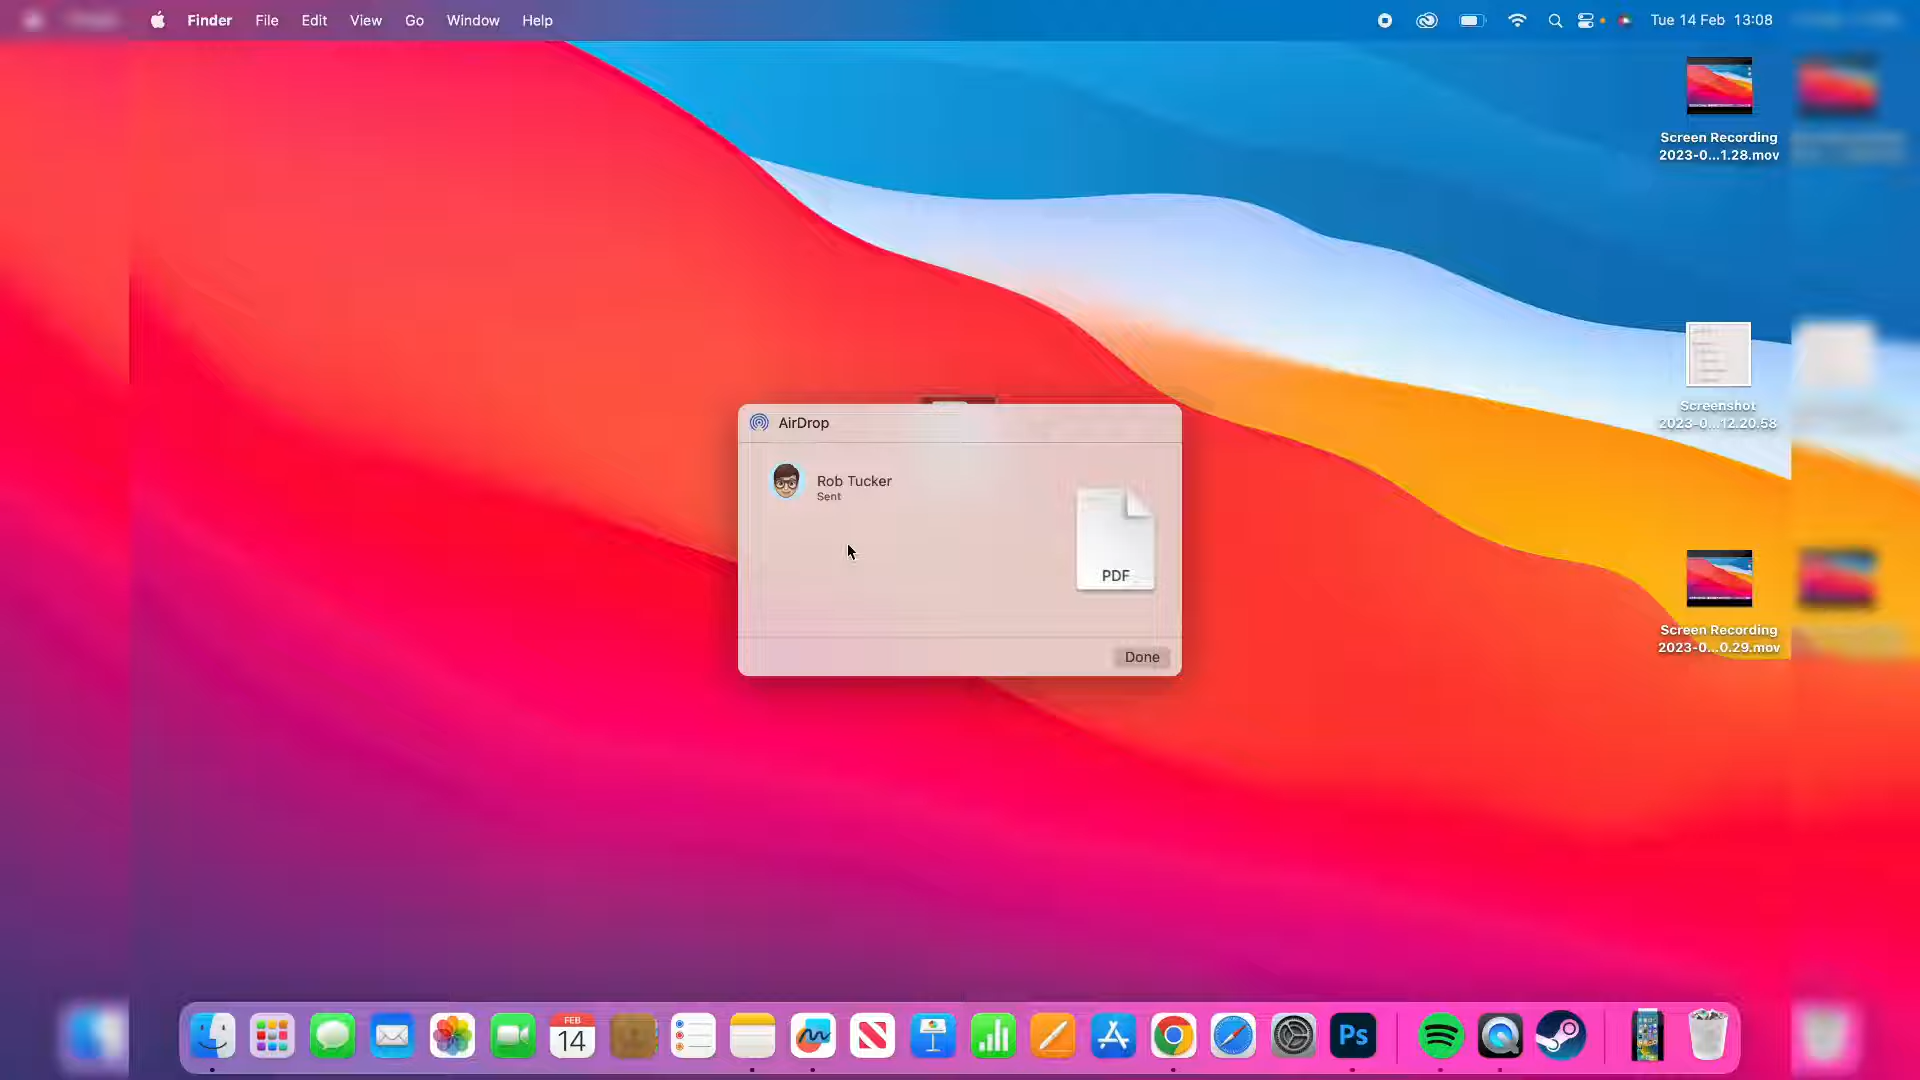 Finder File Edit View Go Window Help Tue 14 Feb 13:08
Screen Recording
2023-0...1.28.mov
Screenshot
2023-0...12.20.58
AirDrop
Rob Tucker
Sent
PDF
Done
Screen Recording
2023-0...0.29.mov
FEB
14
Ps